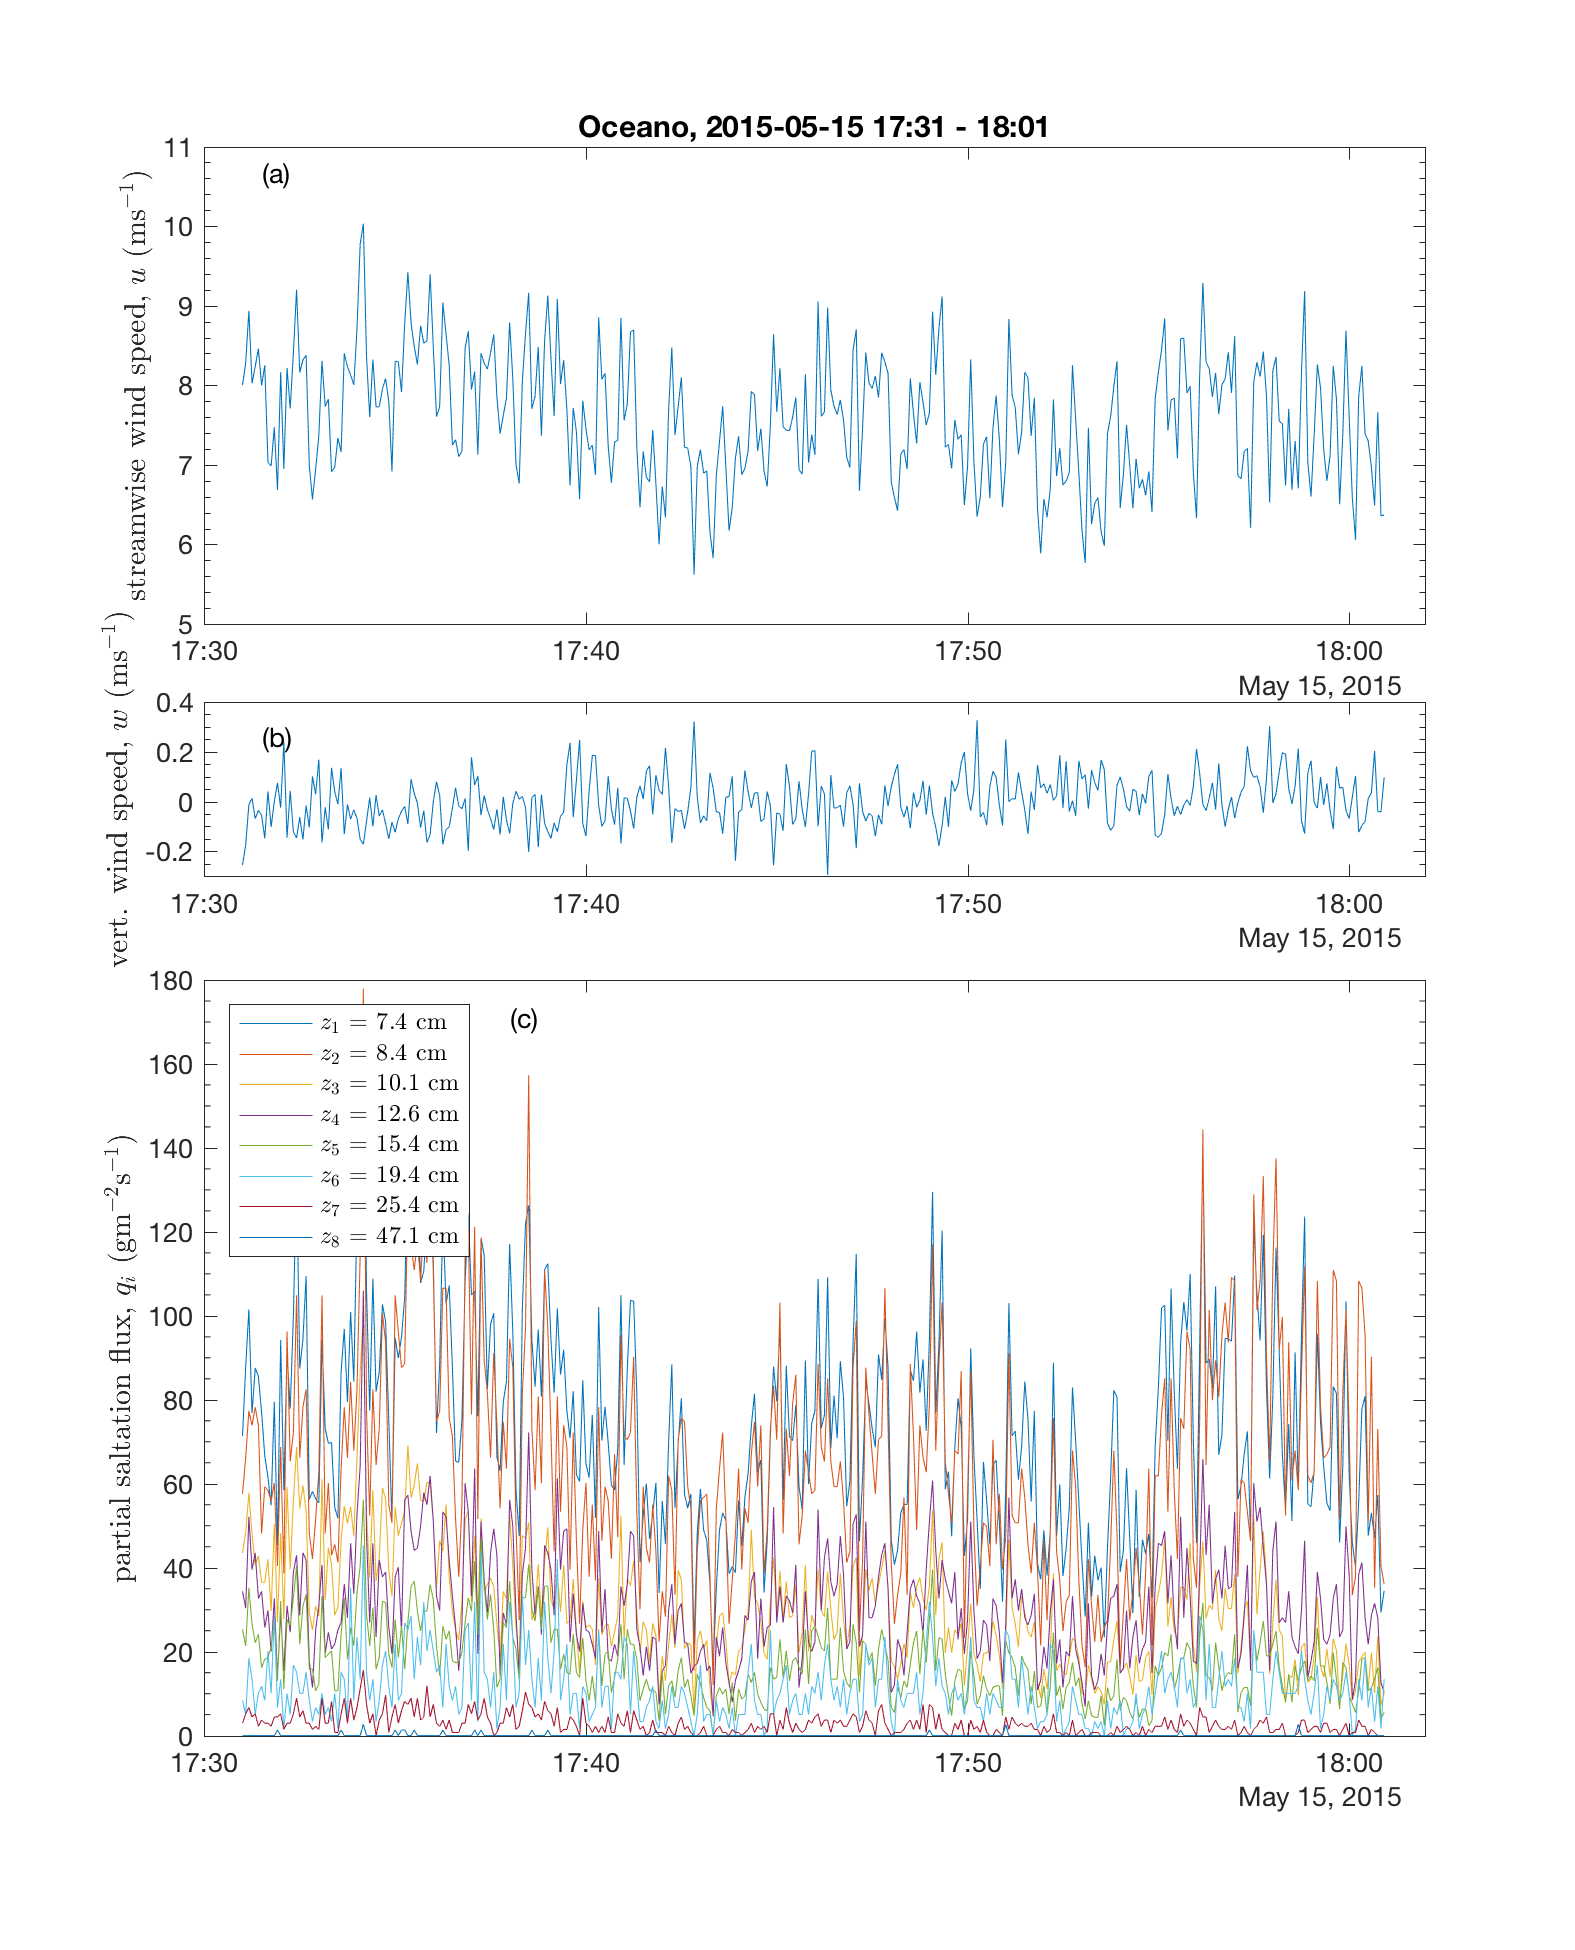 Oceano, 2015-05-15 17:31 - 18:01
(a)
streamwise wind speed, u (ms⁻¹)
11
10
9
8
7
6
5
17:30 17:40 17:50 18:00
May 15, 2015
(b)
vert. wind speed, w (ms⁻¹)
0.4
0.2
0
-0.2
17:30 17:40 17:50 18:00
May 15, 2015
(c)
partial saltation flux, qᵢ (gm⁻²s⁻¹)
180
160
140
120
100
80
60
40
20
0
z₁ = 7.4 cm
z₂ = 8.4 cm
z₃ = 10.1 cm
z₄ = 12.6 cm
z₅ = 15.4 cm
z₆ = 19.4 cm
z₇ = 25.4 cm
z₈ = 47.1 cm
17:30 17:40 17:50 18:00
May 15, 2015